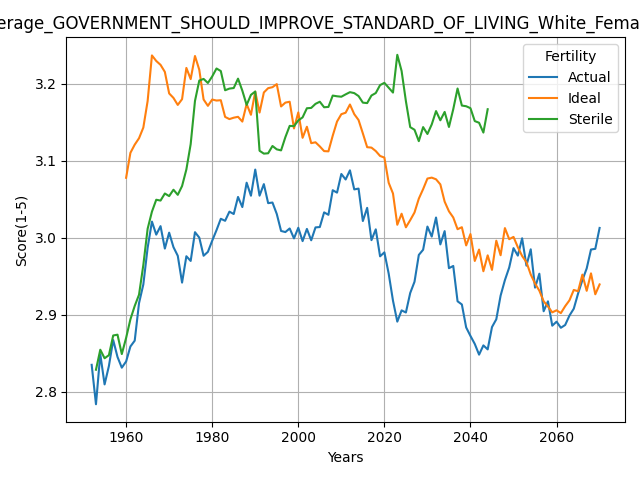 erage_GOVERNMENT_SHOULD_IMPROVE_STANDARD_OF_LIVING_White_Fema
Fertility
Actual
Ideal
Sterile
Score(1-5)
3.2
3.1
3.0
2.9
2.8
1960 1980 2000 2020 2040 2060
Years